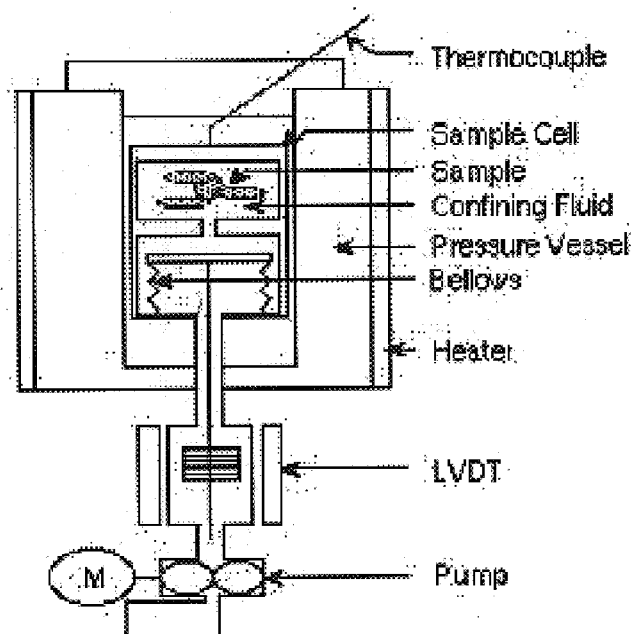 Thermocouple
Sample Cell
Sample
Confining Fluid
Pressure Vessel
Bellows
Heater
LVDT
M
Pump